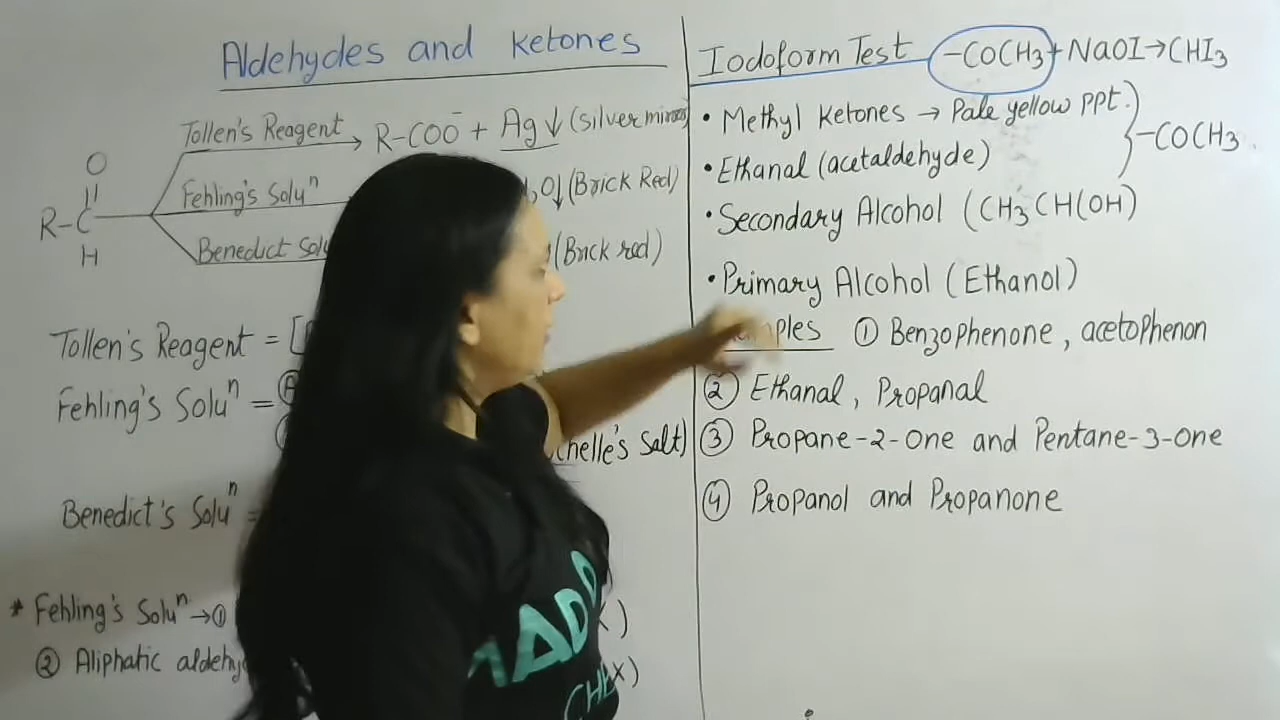 Aldehydes and ketones
Tollen's Reagent → R-COO⁻ + Ag↓ (silver mirror)
O
R-C
H
Fehling's Soluⁿ
O↓ (Brick Red)
Benedict Solu
(Brick red)
Tollen's Reagent = [
Fehling's Soluⁿ =
chelle's Salt)
Benedict's Soluⁿ =
* Fehling's Soluⁿ → ①
② Aliphatic aldehy
X)
X)
Iodoform Test -COCH3 + NaOI → CHI3
• Methyl ketones → Pale yellow ppt. } -COCH3
• Ethanal (acetaldehyde)
• Secondary Alcohol (CH3CH(OH)
• Primary Alcohol (Ethanol)
mples ① Benzophenone, acetophenon
② Ethanal, Propanal
③ Propane-2-one and Pentane-3-one
④ Propanol and Propanone